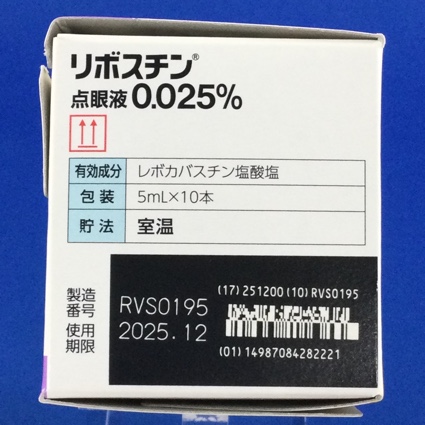 リボスチン®
点眼液0.025%
有効成分 レボカバスチン塩酸塩
包装 5mL×10本
貯法 室温
製造番号 RVS0195
使用期限 2025.12
(17)251200(10)RVS0195
(01)14987084282221